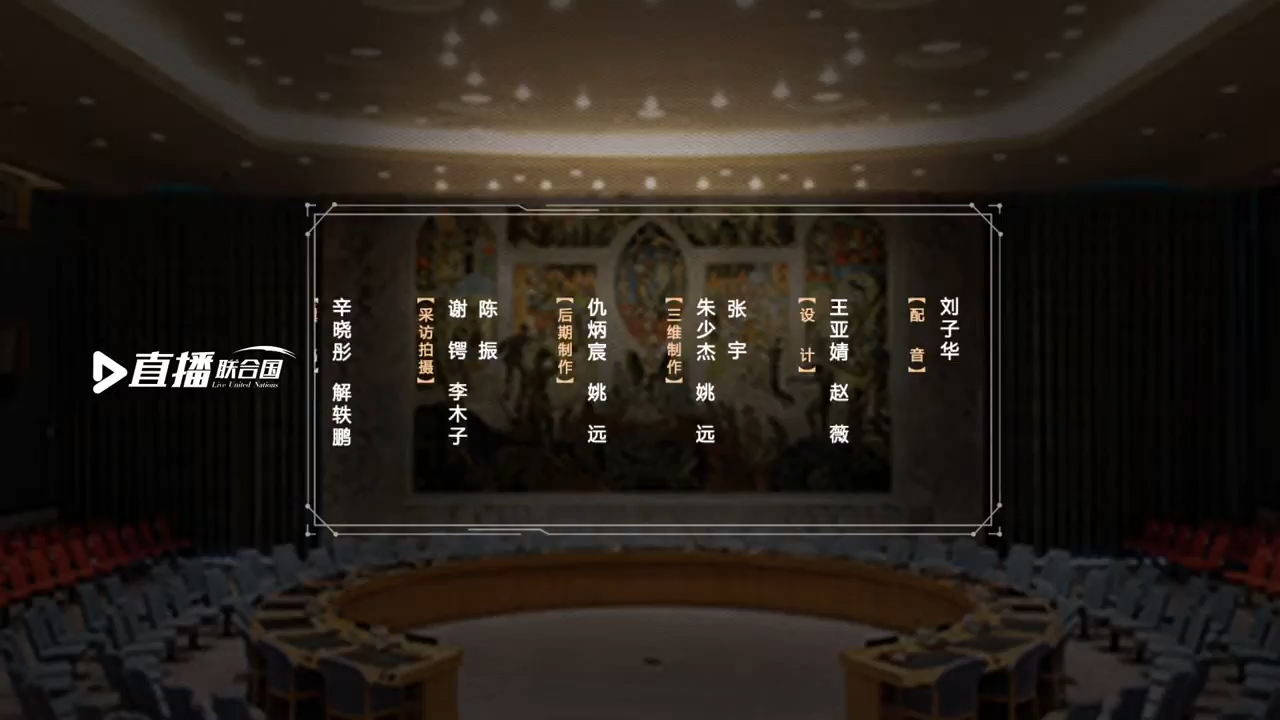 直播联合国
Live United Nations
辛晓彤 解轶鹏
【采访拍摄】
谢 锷 李木子
陈 振
【后期制作】
仇炳宸 姚 远
【三维制作】
朱少杰 姚 远
张 宇
【设 计】
王亚婧 赵 薇
【配 音】
刘子华